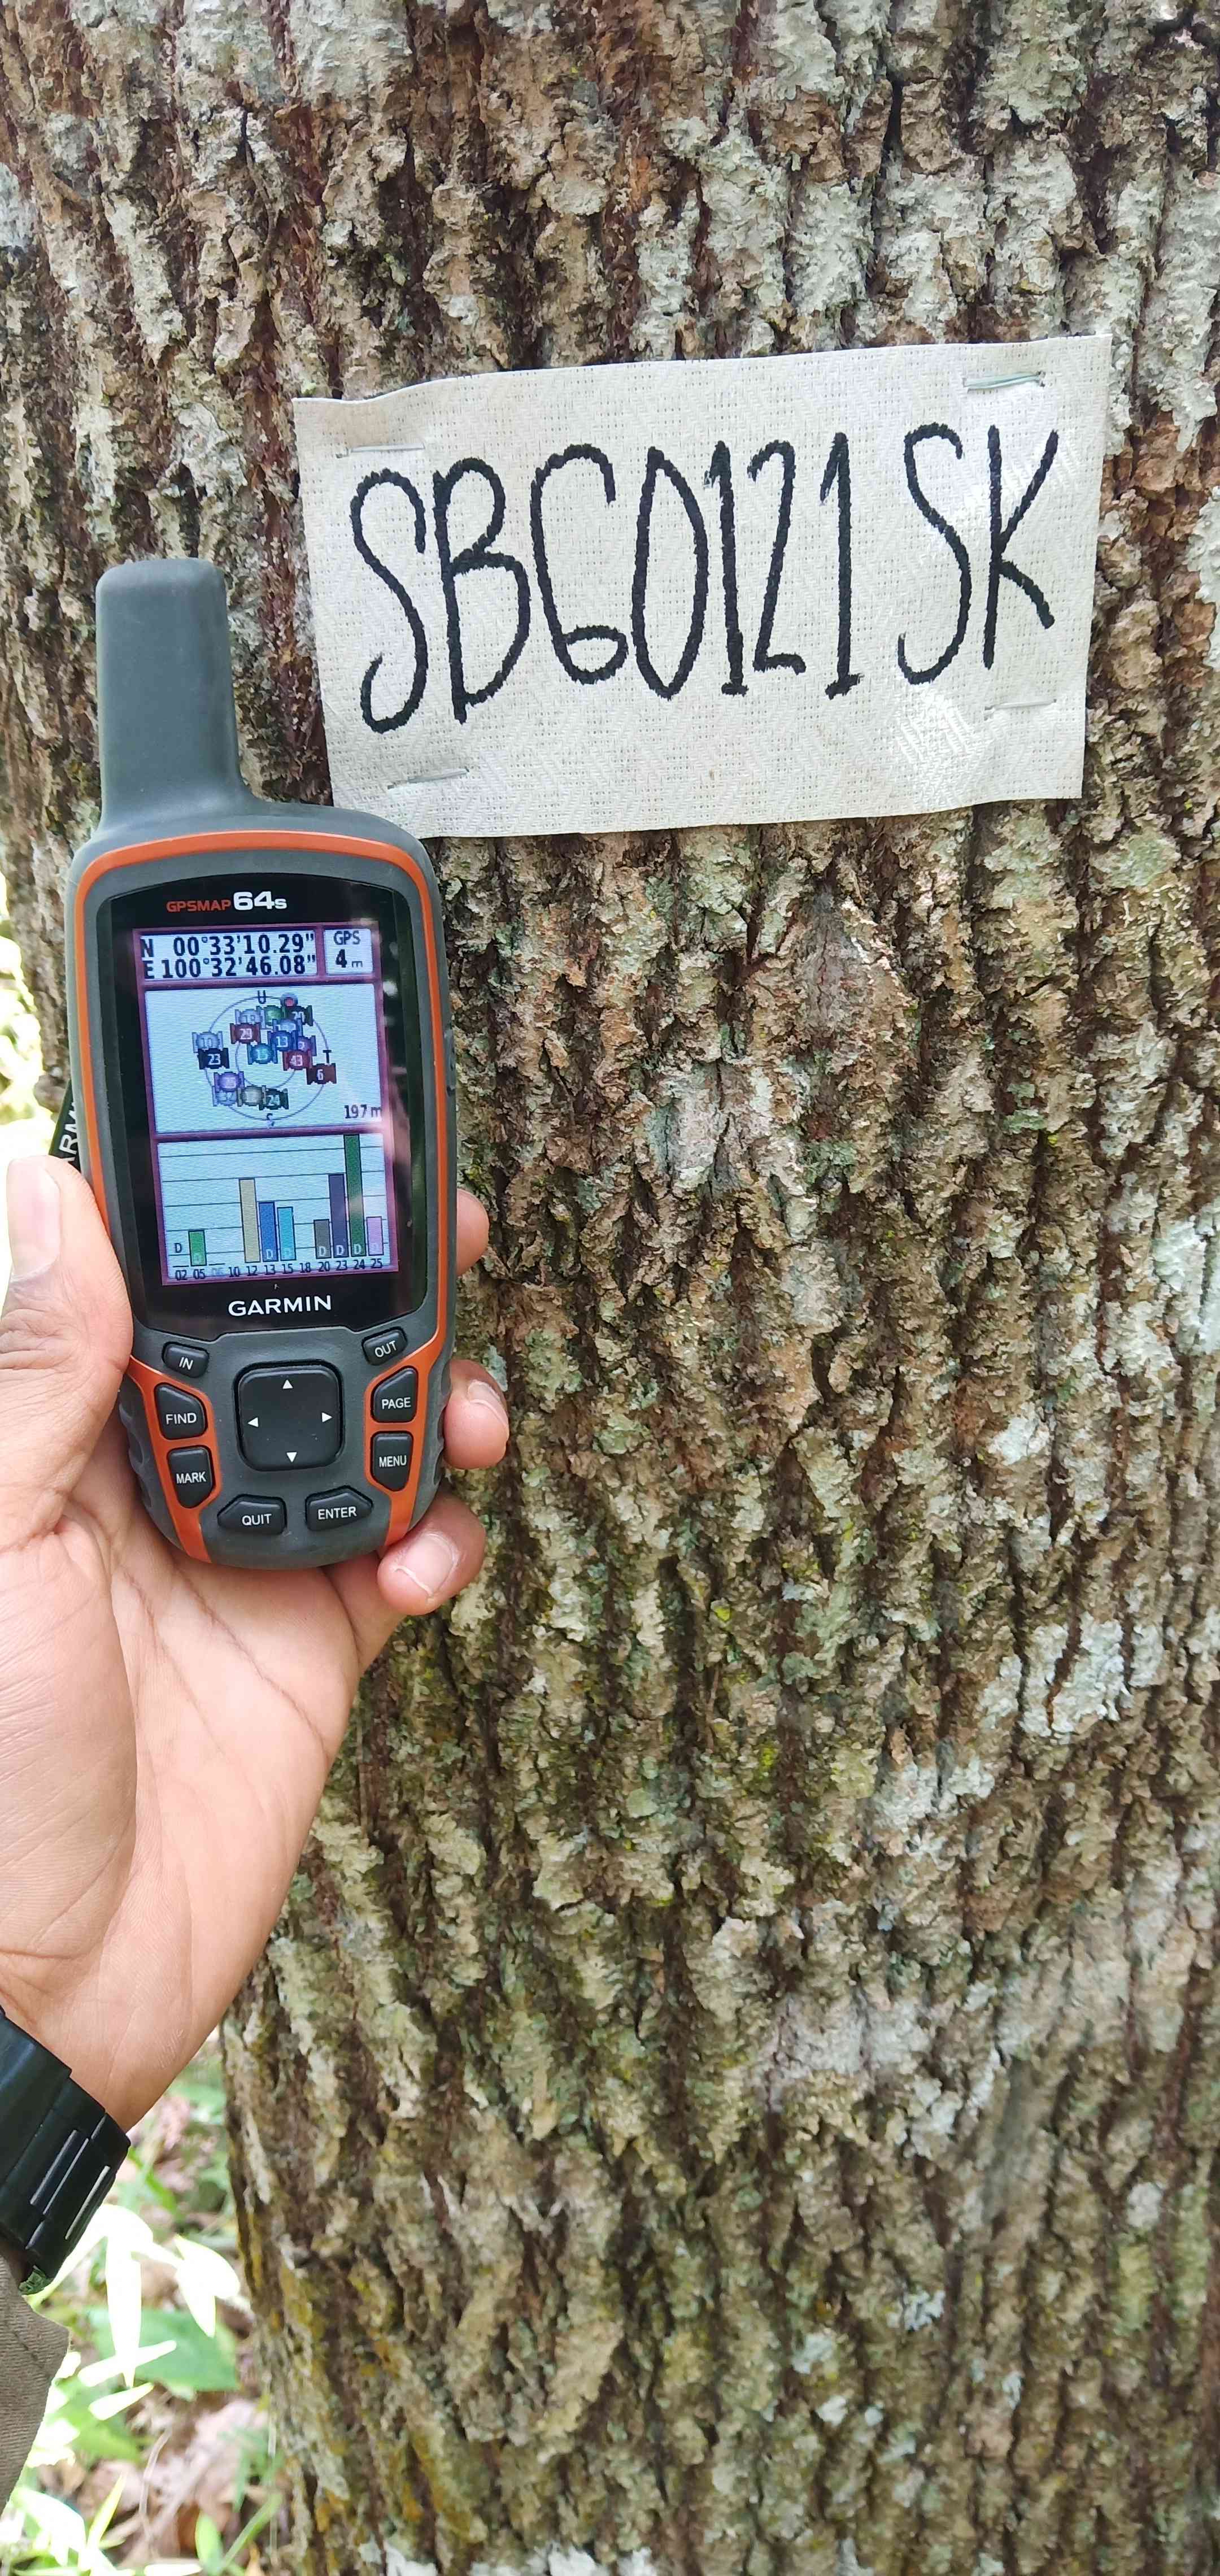 SBG0121 SK
GPSMAP 64s
N 00°33'10.29"
E 100°32'46.08"
GPS
4 m
U
29
13
23
15
43
T
6
24
S
197 m
D
D D D D D
02 05 10 12 13 15 18 20 23 24 25
GARMIN
IN
OUT
FIND
PAGE
MARK
MENU
QUIT
ENTER